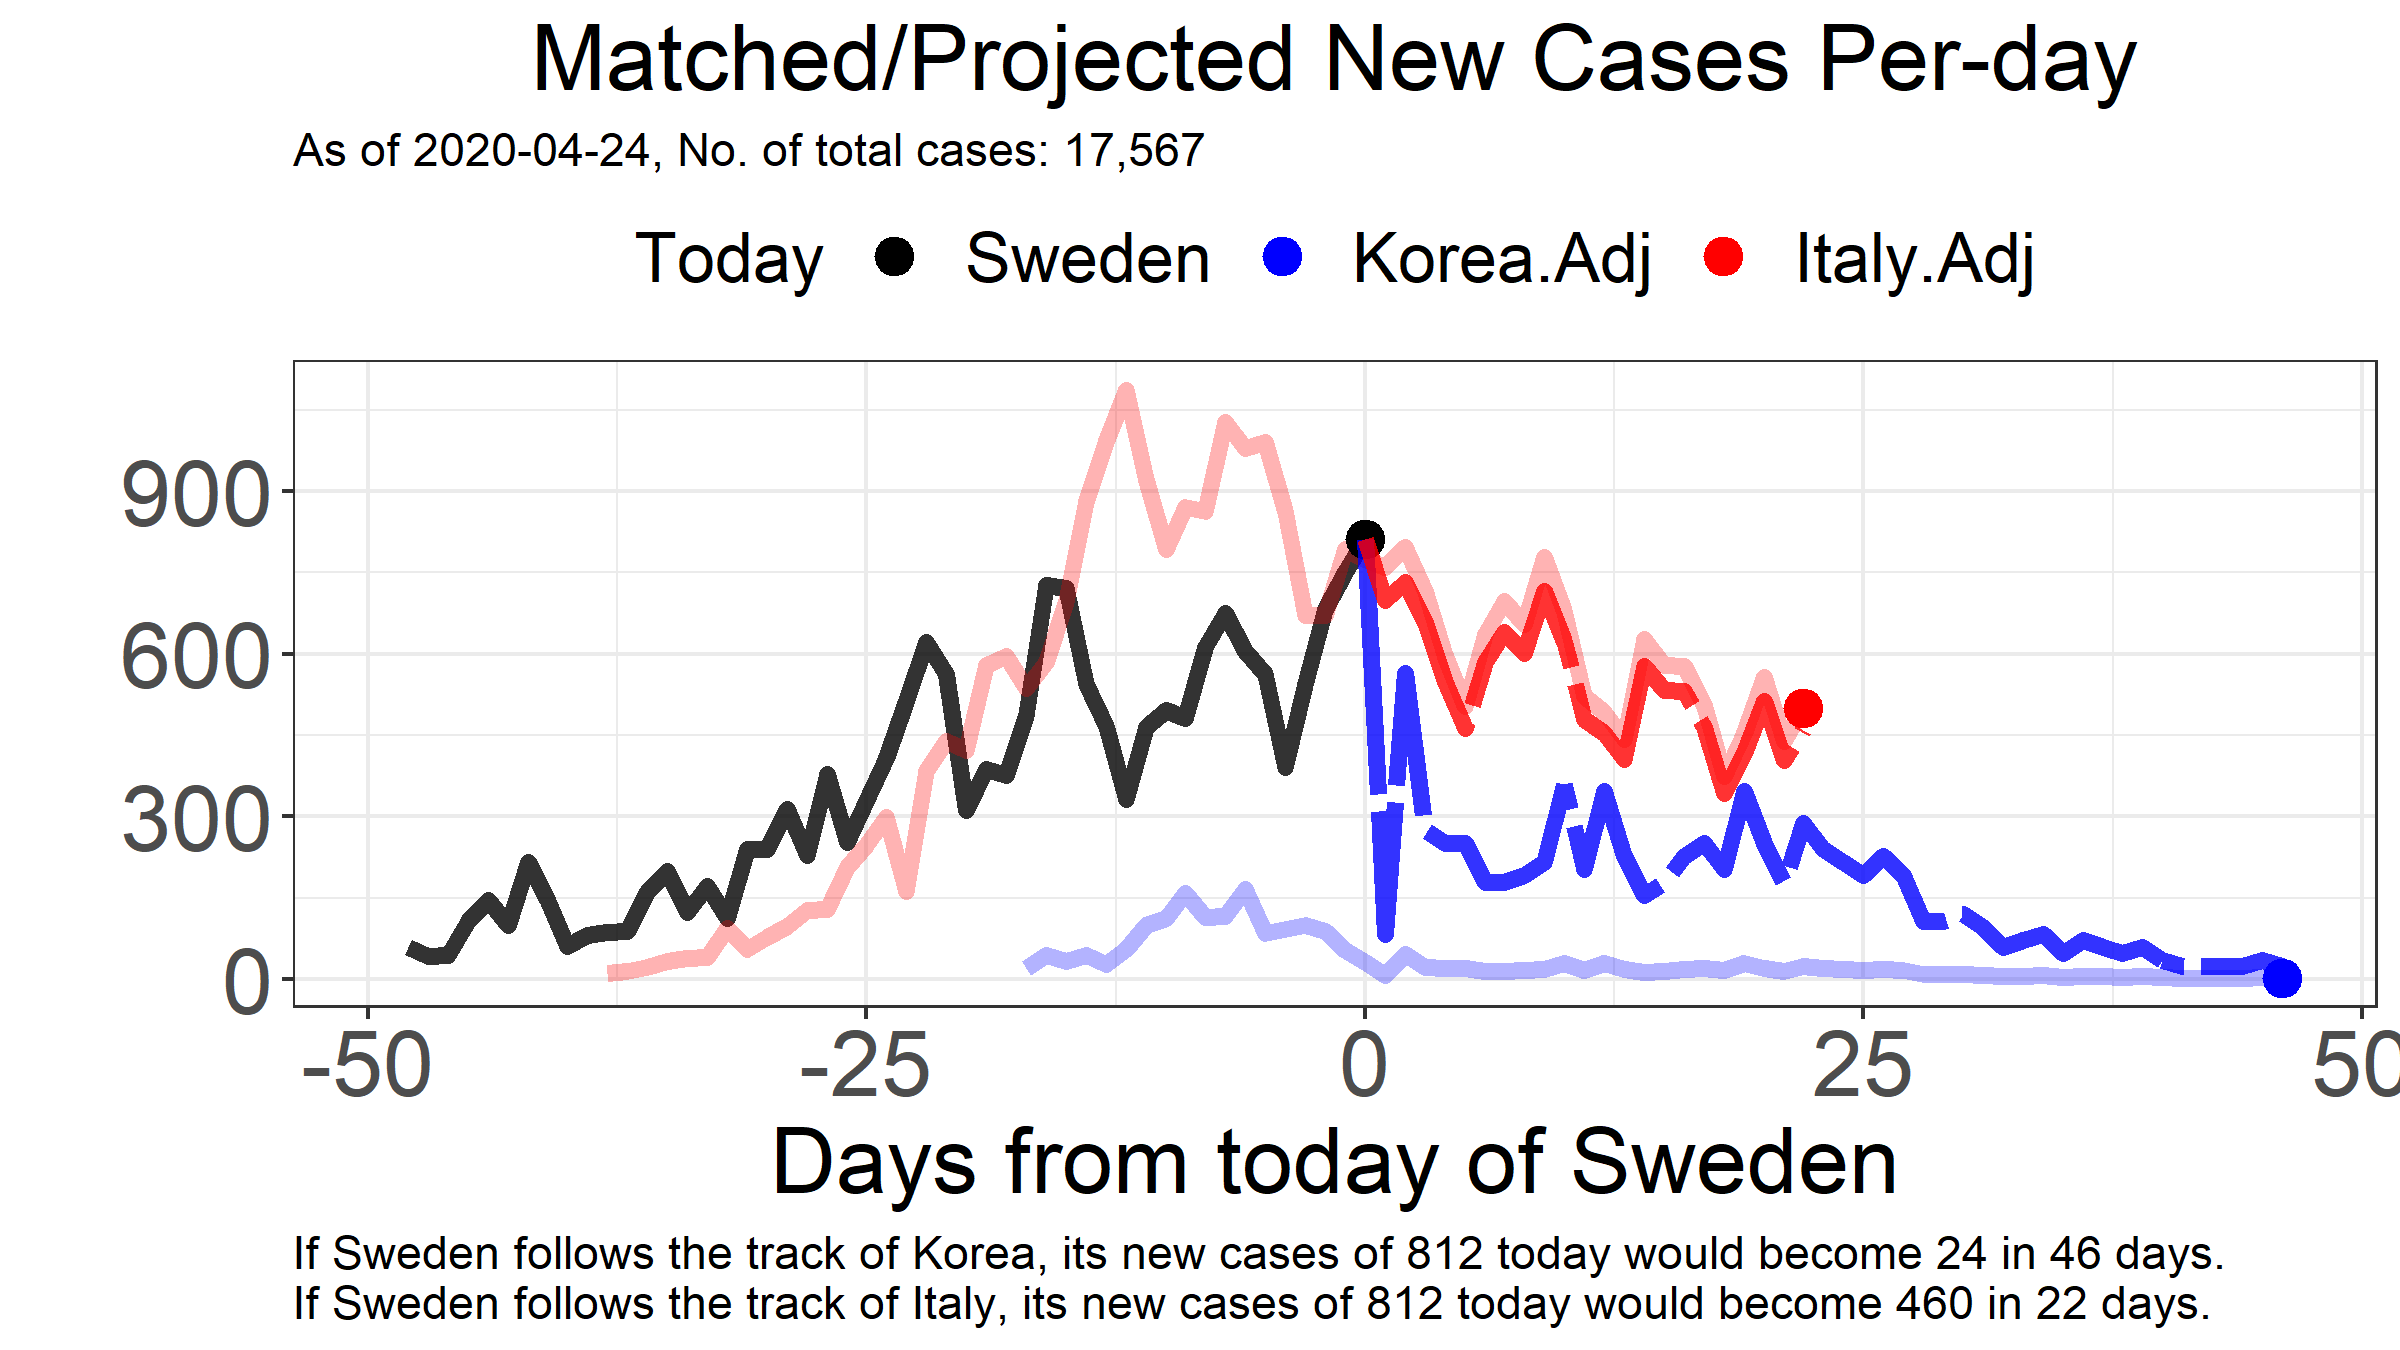 Matched/Projected New Cases Per-day
As of 2020-04-24, No. of total cases: 17,567
Today Sweden Korea.Adj Italy.Adj
900
600
300
0
-50 -25 0 25 50
Days from today of Sweden
If Sweden follows the track of Korea, its new cases of 812 today would become 24 in 46 days.
If Sweden follows the track of Italy, its new cases of 812 today would become 460 in 22 days.